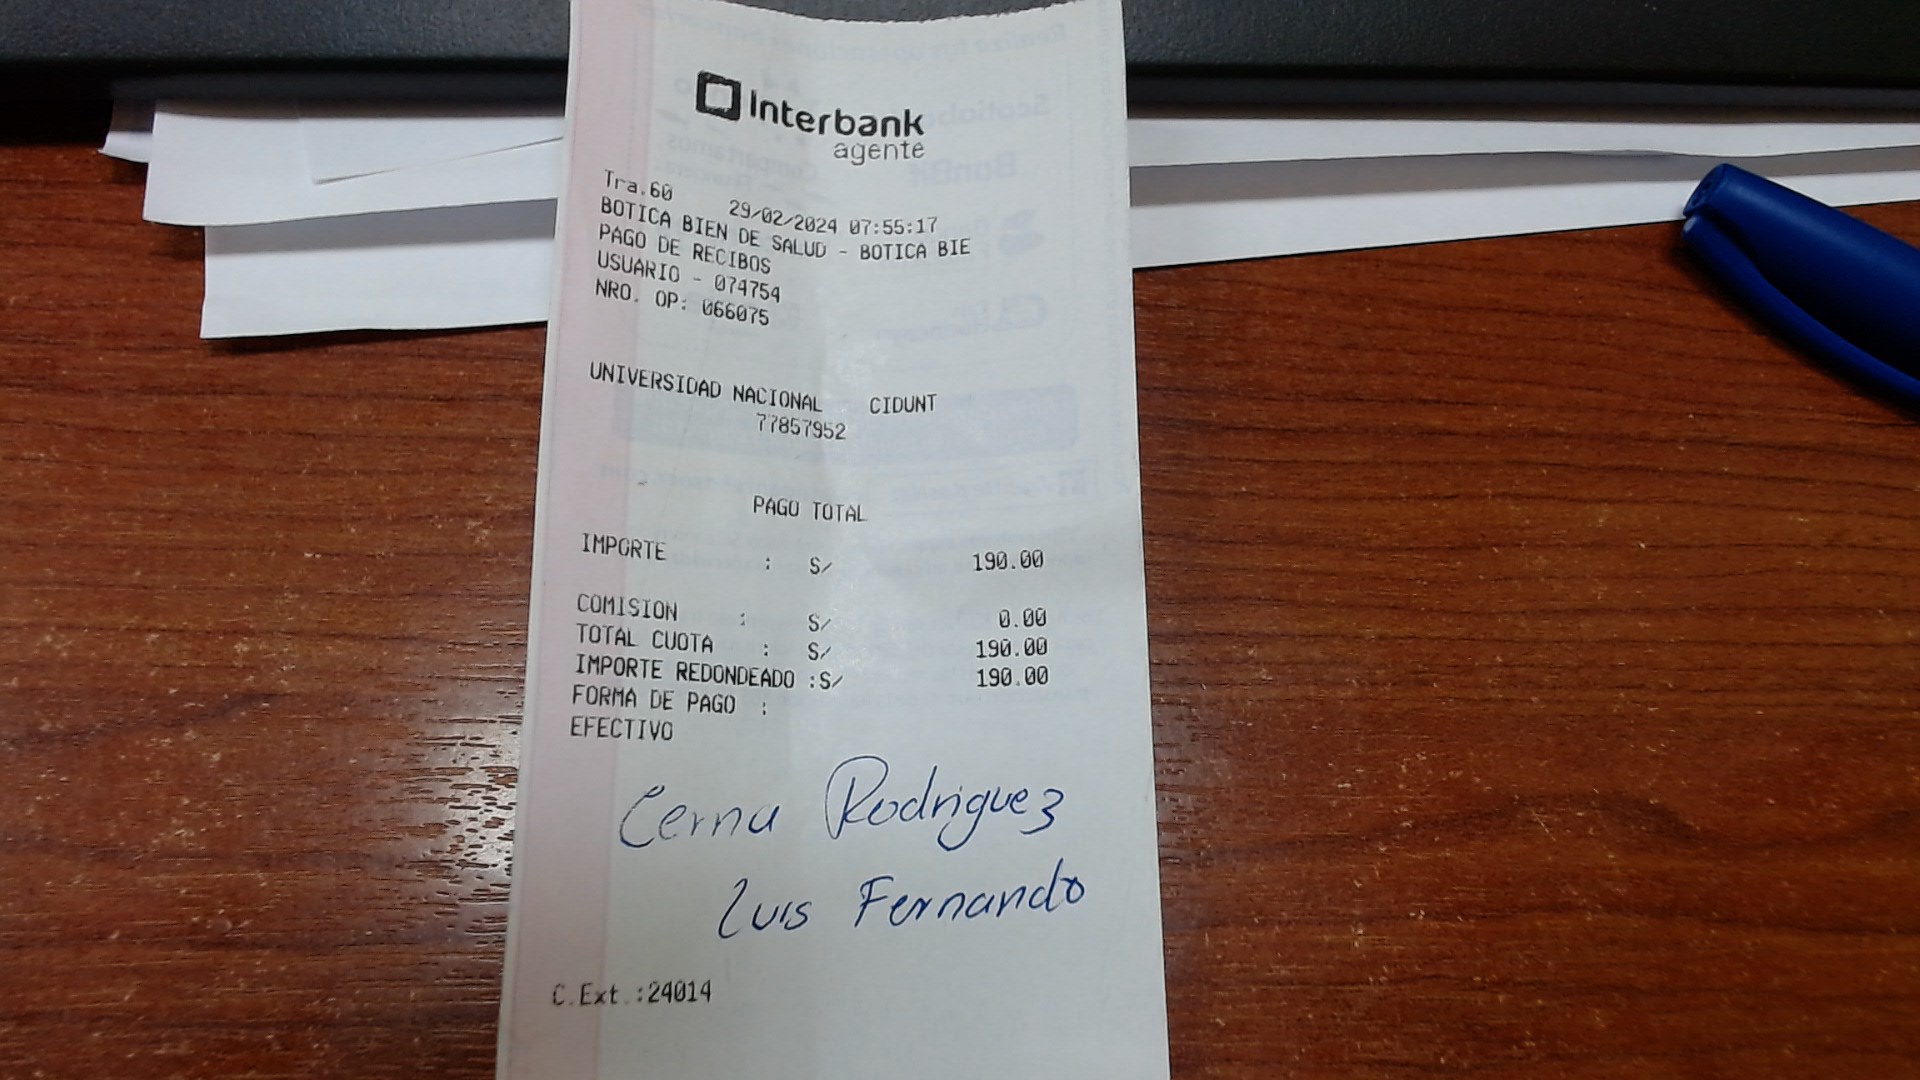 Interbank
agente
Tra.60 29/02/2024 07:55:17
BOTICA BIEN DE SALUD - BOTICA BIE
PAGO DE RECIBOS
USUARIO - 074754
NRO. OP: 066075
UNIVERSIDAD NACIONAL CIDUNT
77857952
PAGO TOTAL
IMPORTE : S/ 190.00
COMISION : S/ 0.00
TOTAL CUOTA : S/ 190.00
IMPORTE REDONDEADO :S/ 190.00
FORMA DE PAGO :
EFECTIVO
Cerna Rodriguez
Luis Fernando
C.Ext.:24014